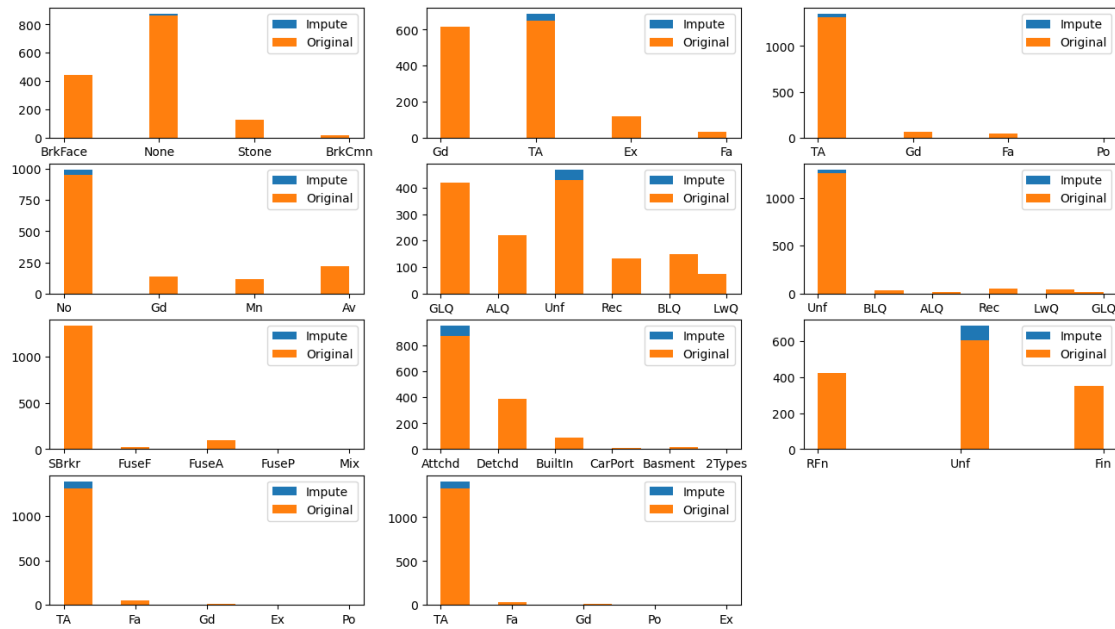 800
600
400
200
0
Impute
Original
BrkFace None Stone BrkCmn
600
400
200
0
Impute
Original
Gd TA Ex Fa
1000
500
0
Impute
Original
TA Gd Fa Po
1000
750
500
250
0
Impute
Original
No Gd Mn Av
400
300
200
100
0
Impute
Original
GLQ ALQ Unf Rec BLQ LwQ
1000
500
0
Impute
Original
Unf BLQ ALQ Rec LwQ GLQ
1000
500
0
Impute
Original
SBrkr FuseF FuseA FuseP Mix
800
600
400
200
0
Impute
Original
Attchd Detchd BuiltIn CarPort Basment 2Types
600
400
200
0
Impute
Original
RFn Unf Fin
1000
500
0
Impute
Original
TA Fa Gd Ex Po
1000
500
0
Impute
Original
TA Fa Gd Po Ex